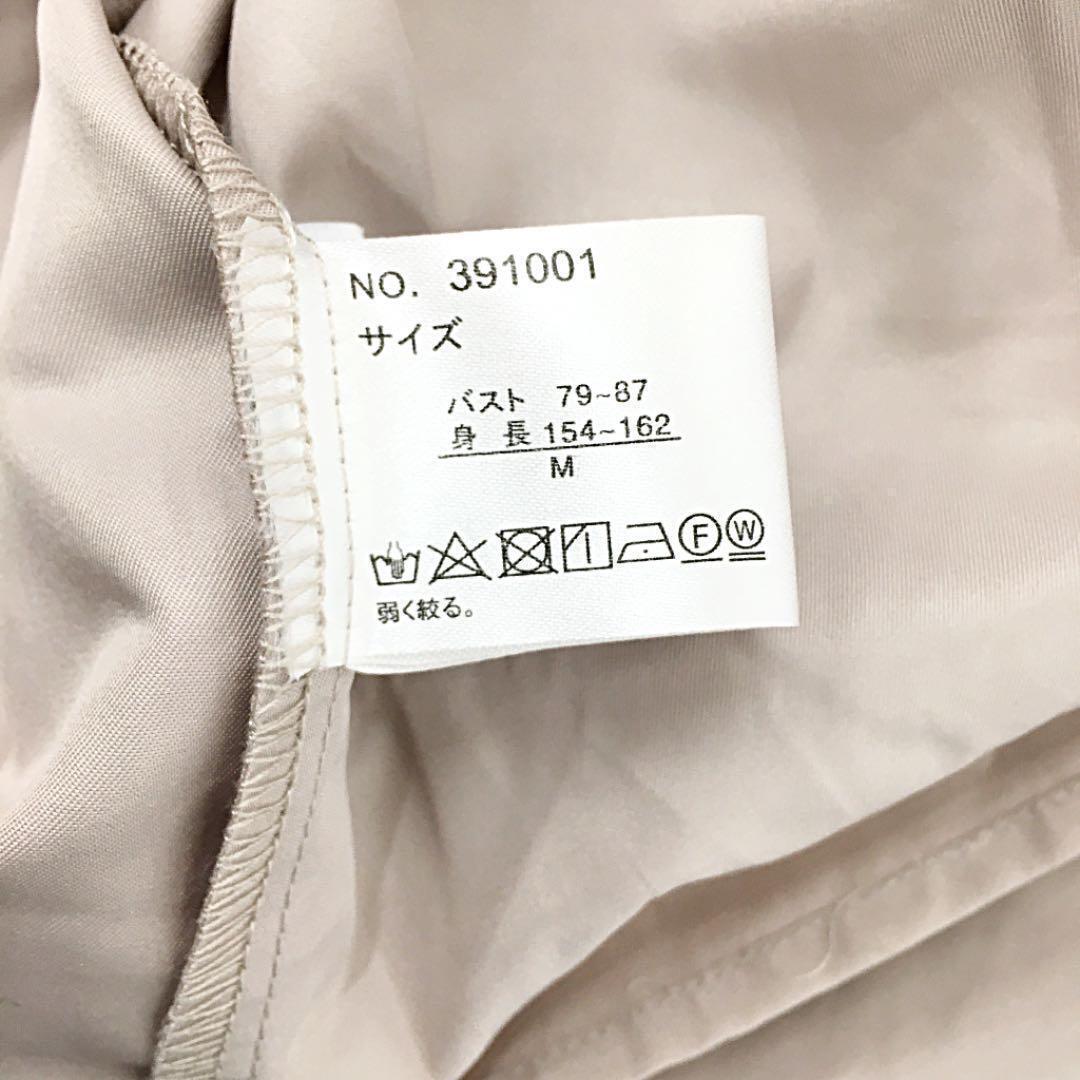 NO. 391001
サイズ
バスト 79~87
身 長 154~162
M
F W
弱く絞る。